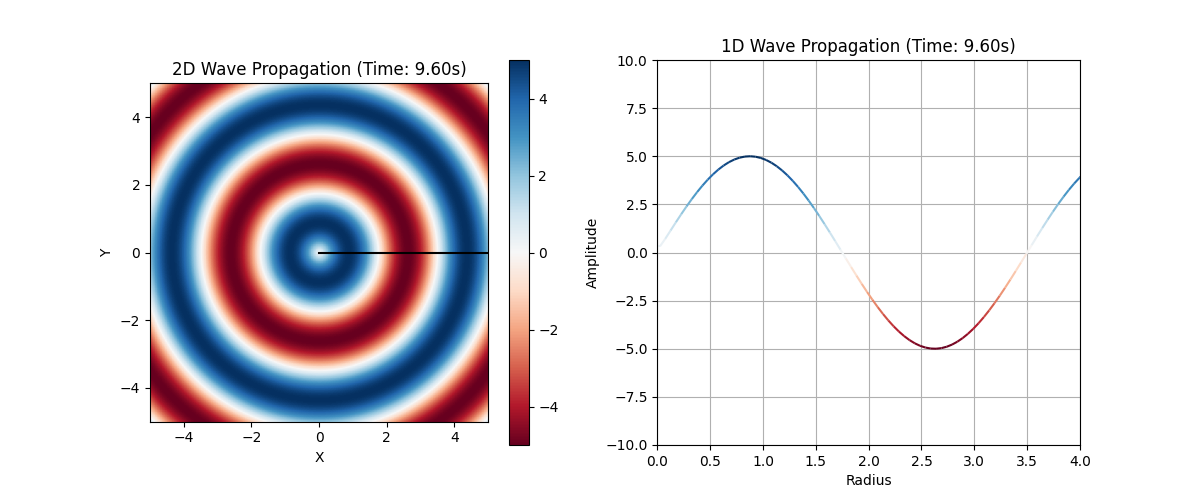 2D Wave Propagation (Time: 9.60s)
4
2
0
−2
−4
Y
−4 −2 0 2 4
X
4
2
0
−2
−4
1D Wave Propagation (Time: 9.60s)
10.0
7.5
5.0
2.5
0.0
−2.5
−5.0
−7.5
−10.0
Amplitude
0.0 0.5 1.0 1.5 2.0 2.5 3.0 3.5 4.0
Radius